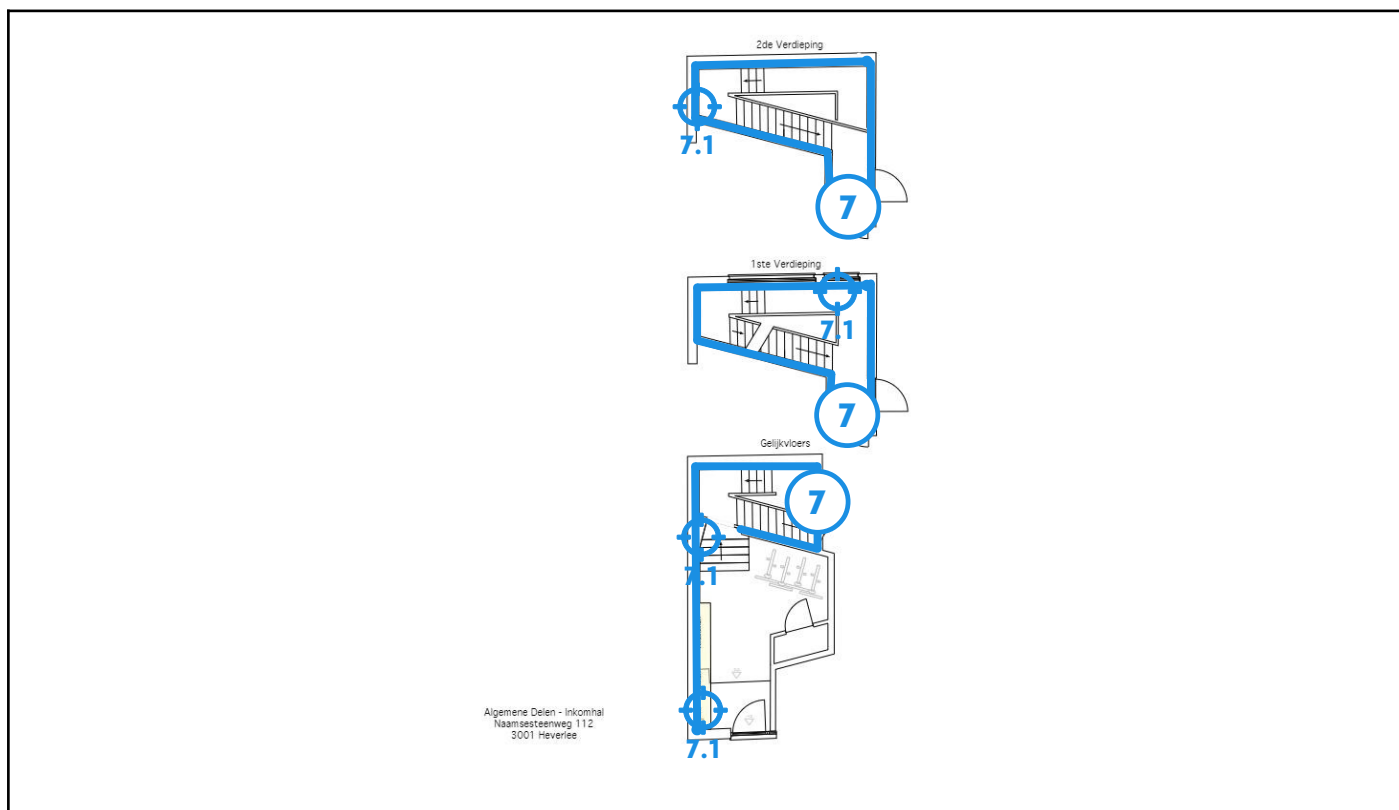 2de Verdieping
7.1
7
1ste Verdieping
7.1
7
Gelijkvloers
7
7.1
Algemene Delen - Inkomhal
Naamsesteenweg 112
3001 Heverlee
7.1